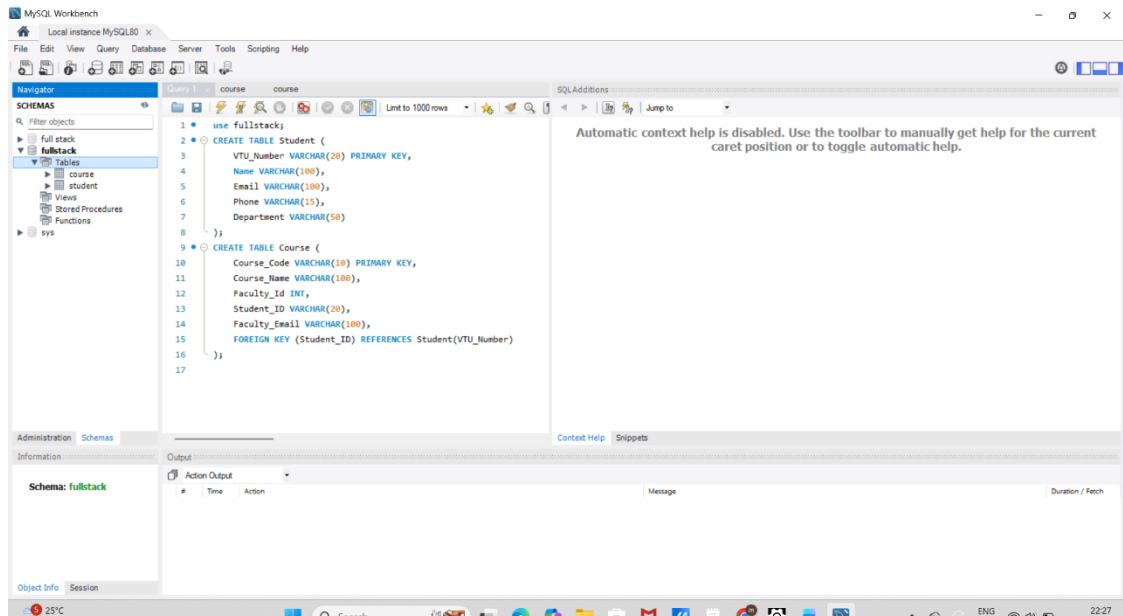 MySQL Workbench
Local instance MySQL80
File Edit View Query Database Server Tools Scripting Help
Navigator
SCHEMAS
Filter objects
full stack
fullstack
Tables
course
student
Views
Stored Procedures
Functions
sys
Administration Schemas
Information
Schema: fullstack
Object Info Session
Query 1 course course
Limit to 1000 rows
1 use fullstack;
2 CREATE TABLE Student (
3 VTU_Number VARCHAR(20) PRIMARY KEY,
4 Name VARCHAR(100),
5 Email VARCHAR(100),
6 Phone VARCHAR(15),
7 Department VARCHAR(50)
8 );
9 CREATE TABLE Course (
10 Course_Code VARCHAR(10) PRIMARY KEY,
11 Course_Name VARCHAR(100),
12 Faculty_Id INT,
13 Student_ID VARCHAR(20),
14 Faculty_Email VARCHAR(100),
15 FOREIGN KEY (Student_ID) REFERENCES Student(VTU_Number)
16 );
17
SQLAdditions
Jump to
Automatic context help is disabled. Use the toolbar to manually get help for the current
caret position or to toggle automatic help.
Context Help Snippets
Output
Action Output
# Time Action Message Duration / Fetch
5 25°C
Search
ENG
22:27